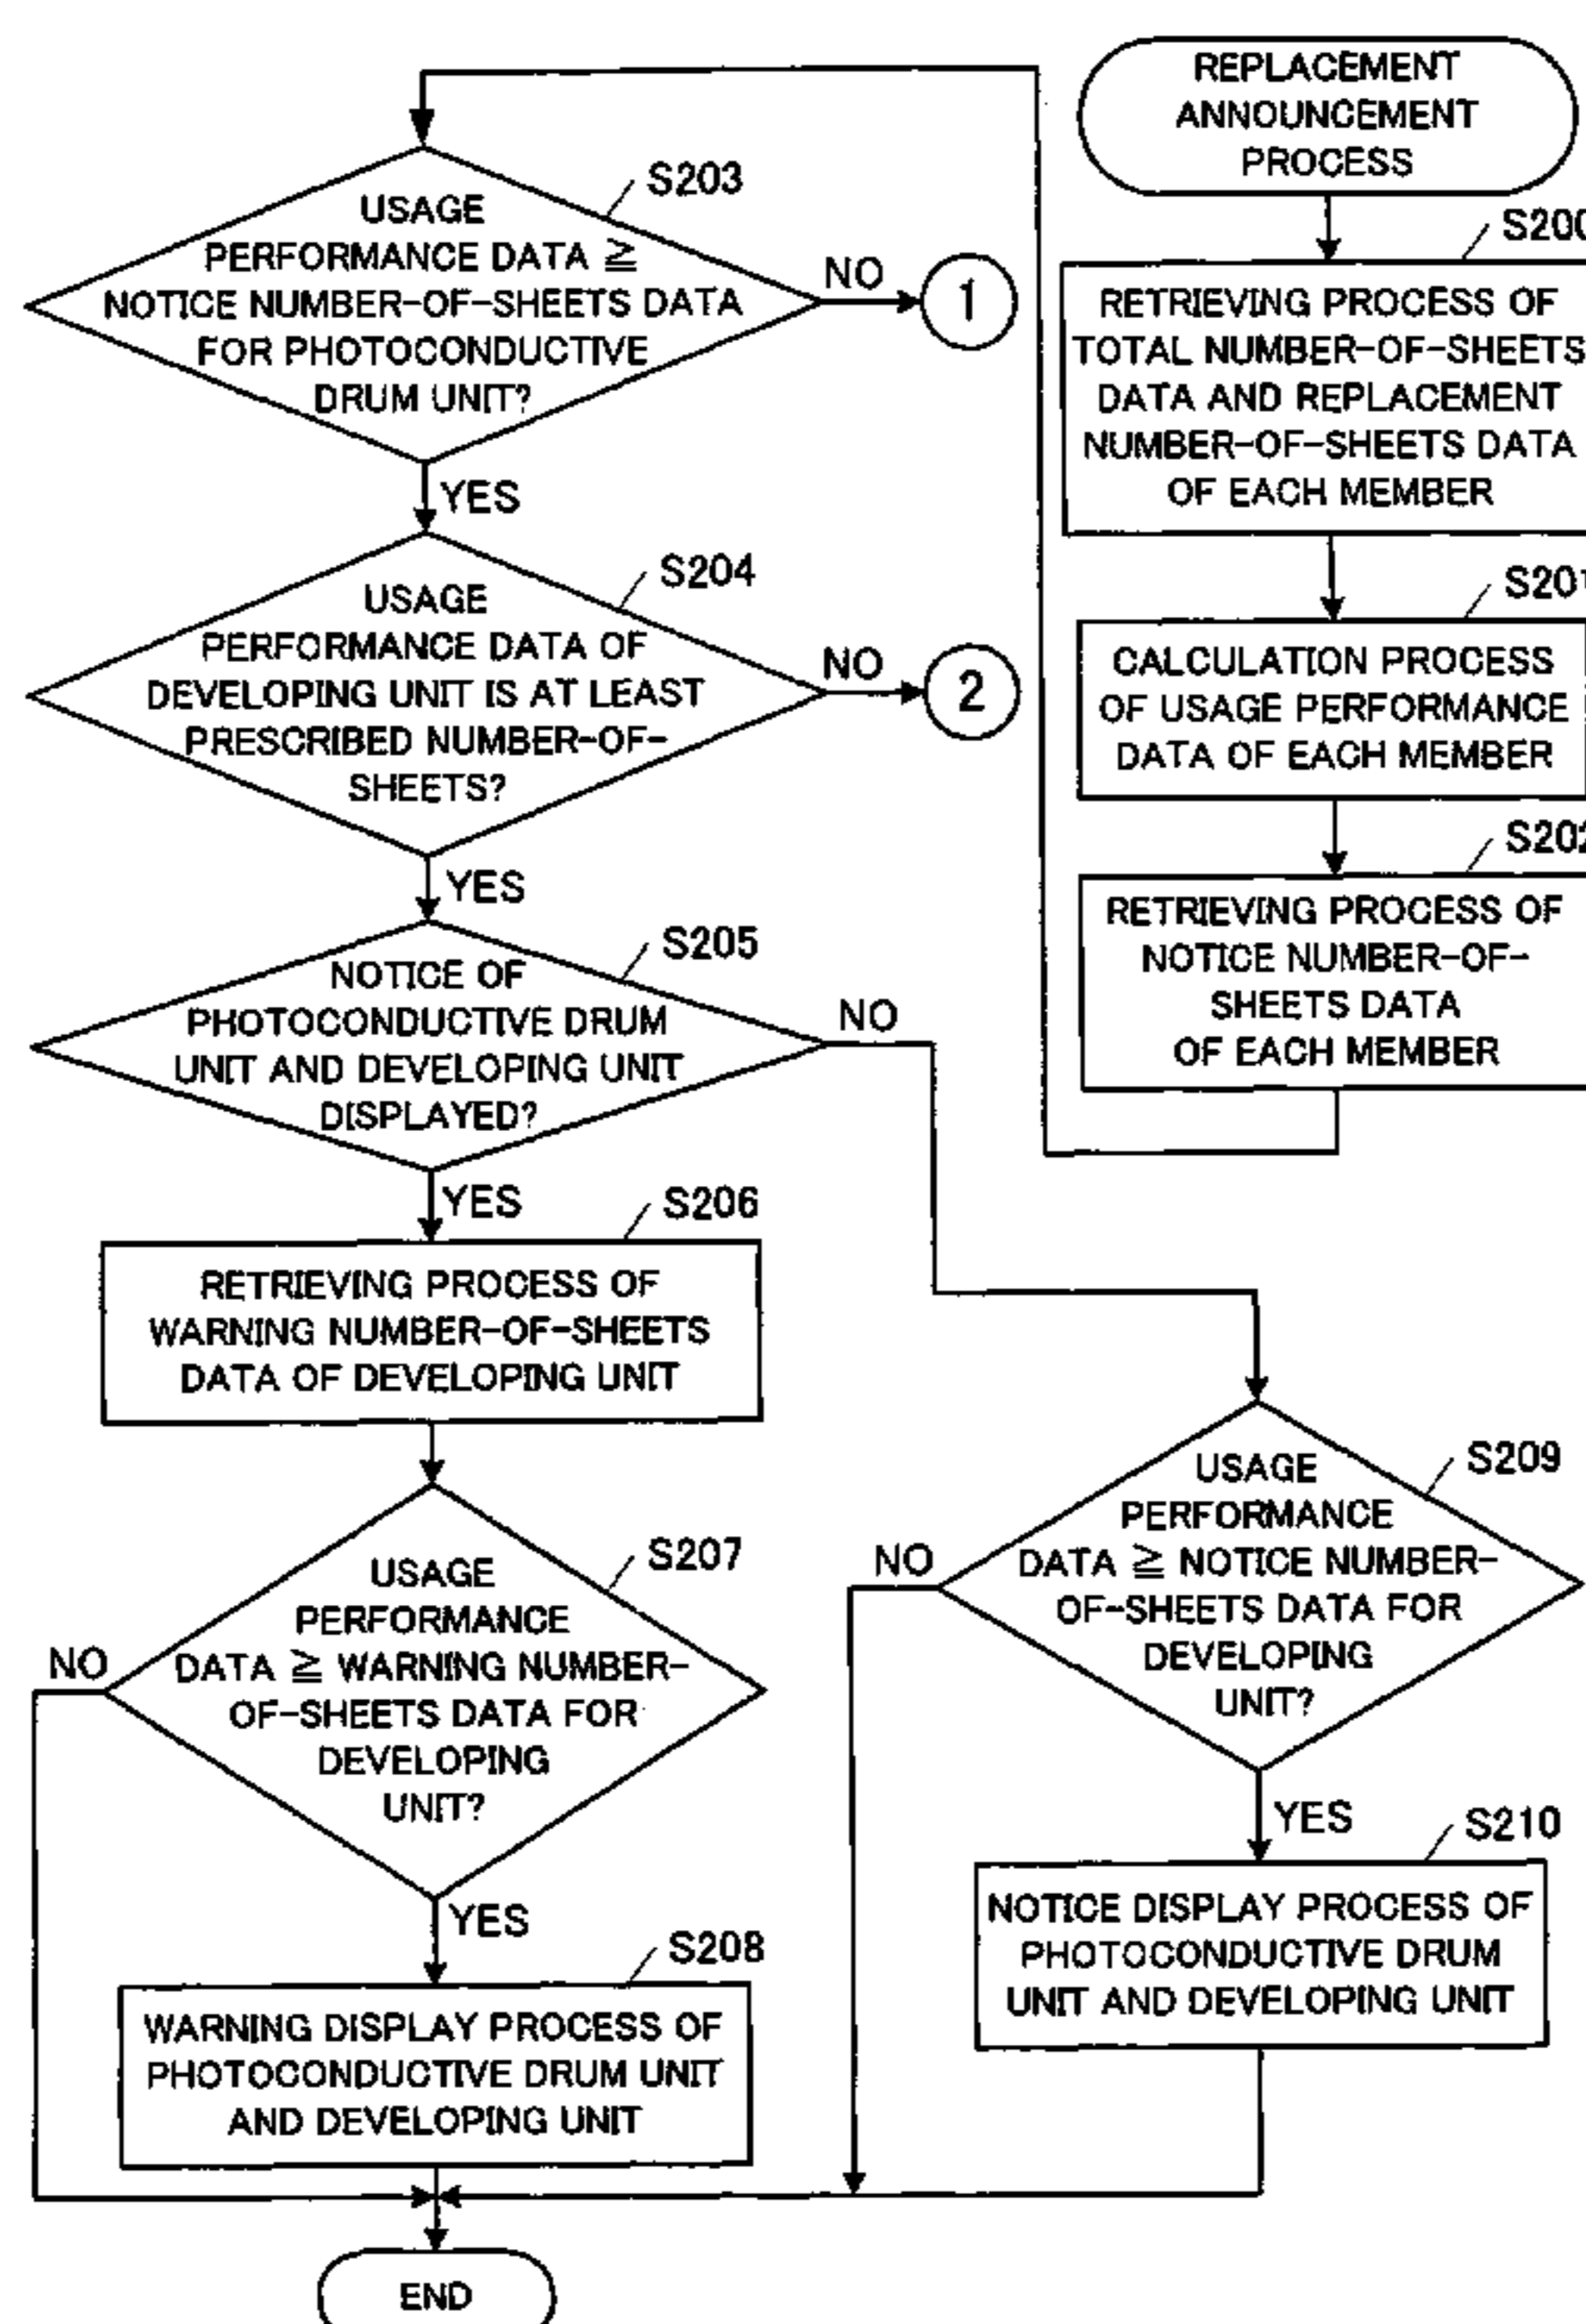 REPLACEMENT
ANNOUNCEMENT
PROCESS
S200
RETRIEVING PROCESS OF
TOTAL NUMBER-OF-SHEETS
DATA AND REPLACEMENT
NUMBER-OF-SHEETS DATA
OF EACH MEMBER
S201
CALCULATION PROCESS
OF USAGE PERFORMANCE
DATA OF EACH MEMBER
S202
RETRIEVING PROCESS OF
NOTICE NUMBER-OF-
SHEETS DATA
OF EACH MEMBER
S203
USAGE
PERFORMANCE DATA ≧
NOTICE NUMBER-OF-SHEETS DATA
FOR PHOTOCONDUCTIVE
DRUM UNIT?
NO
1
YES
S204
USAGE
PERFORMANCE DATA OF
DEVELOPING UNIT IS AT LEAST
PRESCRIBED NUMBER-OF-
SHEETS?
NO
2
YES
S205
NOTICE OF
PHOTOCONDUCTIVE DRUM
UNIT AND DEVELOPING UNIT
DISPLAYED?
NO
YES
S206
RETRIEVING PROCESS OF
WARNING NUMBER-OF-SHEETS
DATA OF DEVELOPING UNIT
S207
USAGE
PERFORMANCE
DATA ≧ WARNING NUMBER-
OF-SHEETS DATA FOR
DEVELOPING
UNIT?
NO
YES
S208
WARNING DISPLAY PROCESS OF
PHOTOCONDUCTIVE DRUM UNIT
AND DEVELOPING UNIT
S209
USAGE
PERFORMANCE
DATA ≧ NOTICE NUMBER-
OF-SHEETS DATA FOR
DEVELOPING
UNIT?
NO
YES
S210
NOTICE DISPLAY PROCESS OF
PHOTOCONDUCTIVE DRUM
UNIT AND DEVELOPING UNIT
END